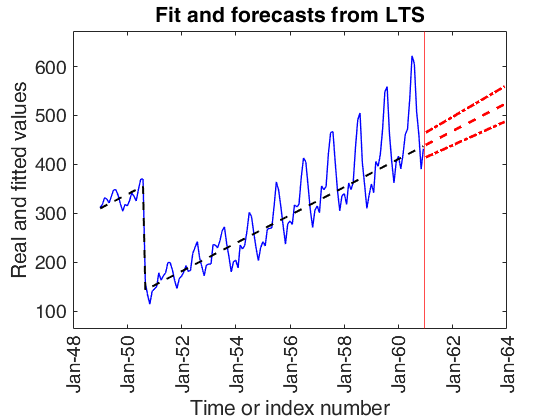 Fit and forecasts from LTS
Real and fitted values
600
500
400
300
200
100
Jan-48
Jan-50
Jan-52
Jan-54
Jan-56
Jan-58
Jan-60
Jan-62
Jan-64
Time or index number